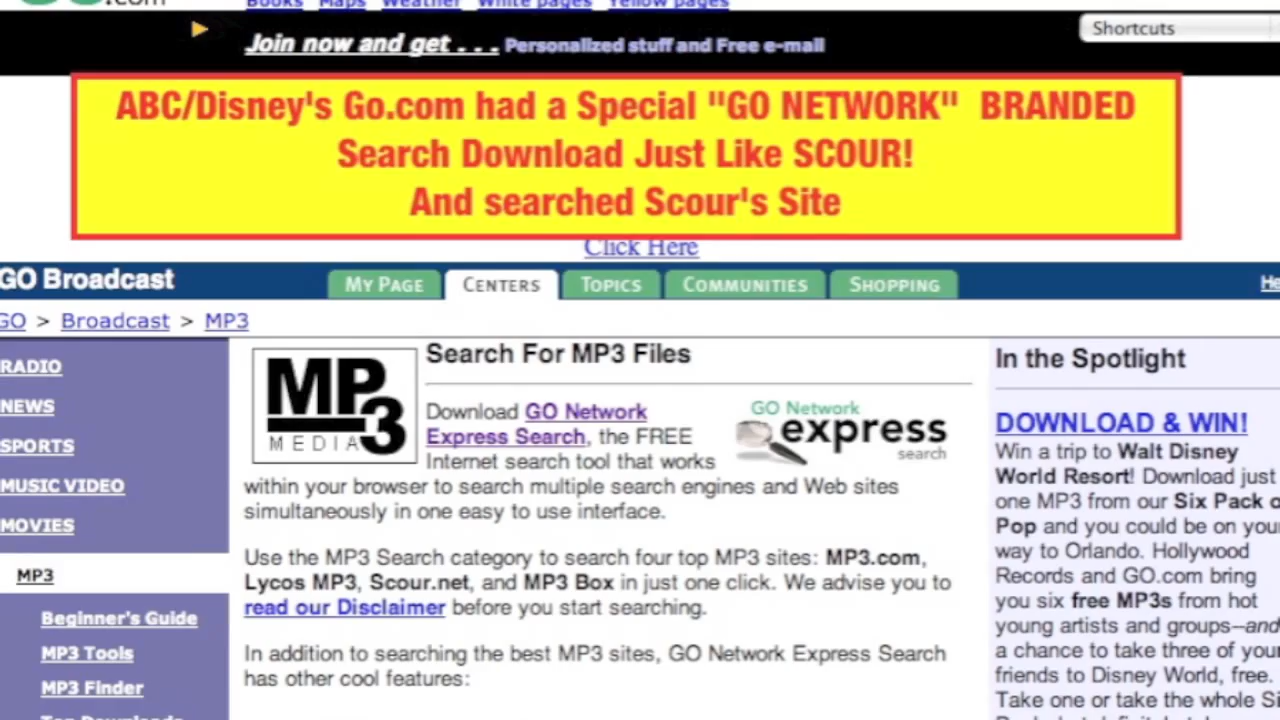 .com
Books Maps Weather White pages Yellow pages
Join now and get . . . Personalized stuff and Free e-mail
Shortcuts
ABC/Disney's Go.com had a Special "GO NETWORK" BRANDED
Search Download Just Like SCOUR!
And searched Scour's Site
Click Here
GO Broadcast
MY PAGE
CENTERS
TOPICS
COMMUNITIES
SHOPPING
GO > Broadcast > MP3
RADIO
NEWS
SPORTS
MUSIC VIDEO
MOVIES
MP3
Beginner's Guide
MP3 Tools
MP3 Finder
Top Downloads
MP3
MEDIA
Search For MP3 Files
Download GO Network
Express Search, the FREE
Internet search tool that works
within your browser to search multiple search engines and Web sites
simultaneously in one easy to use interface.
GO Network
express
search
Use the MP3 Search category to search four top MP3 sites: MP3.com,
Lycos MP3, Scour.net, and MP3 Box in just one click. We advise you to
read our Disclaimer before you start searching.
In addition to searching the best MP3 sites, GO Network Express Search
has other cool features:
In the Spotlight
DOWNLOAD & WIN!
Win a trip to Walt Disney
World Resort! Download just
one MP3 from our Six Pack o
Pop and you could be on your
way to Orlando. Hollywood
Records and GO.com bring
you six free MP3s from hot
young artists and groups--and
a chance to take three of your
friends to Disney World, free.
Take one or take the whole Si